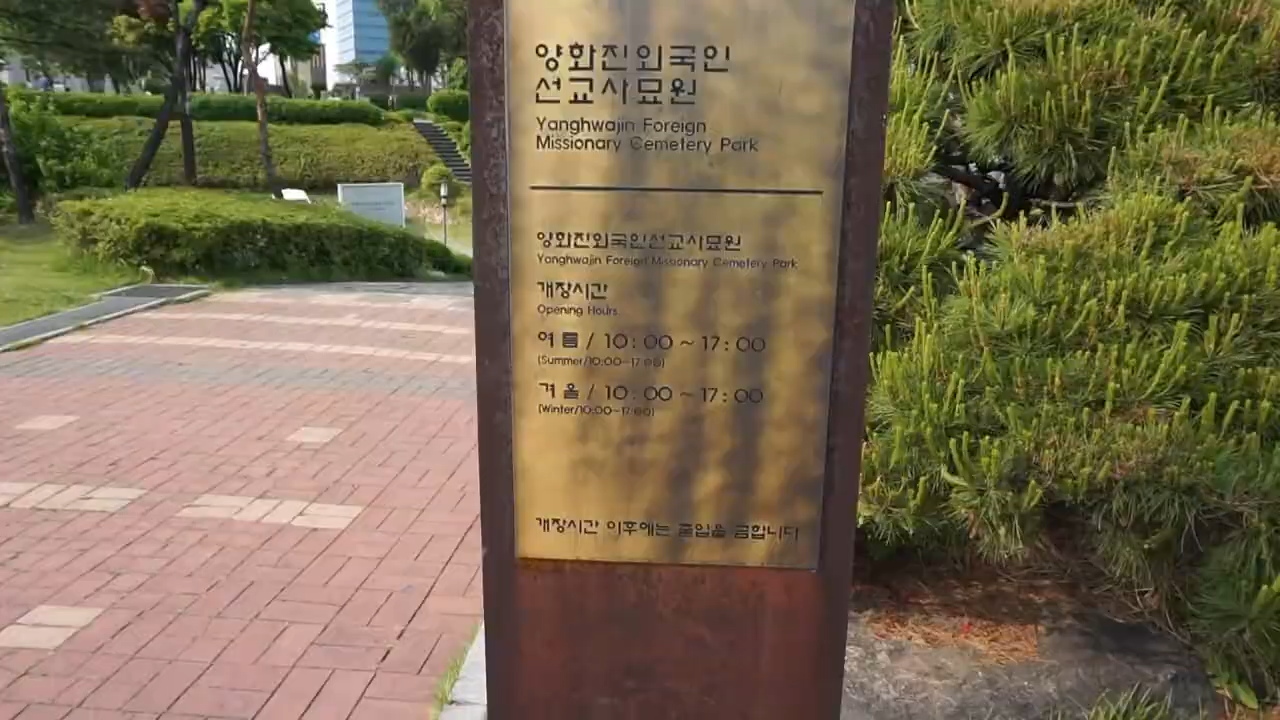 양화진외국인
선교사묘원
Yanghwajin Foreign
Missionary Cemetery Park
양화진외국인선교사묘원
Yanghwajin Foreign Missionary Cemetery Park
개장시간
Opening Hours
여름 / 10:00 ~ 17:00
(Summer/10:00~17:00)
겨울 / 10:00 ~ 17:00
(Winter/10:00~17:00)
개장시간 이후에는 출입을 금합니다